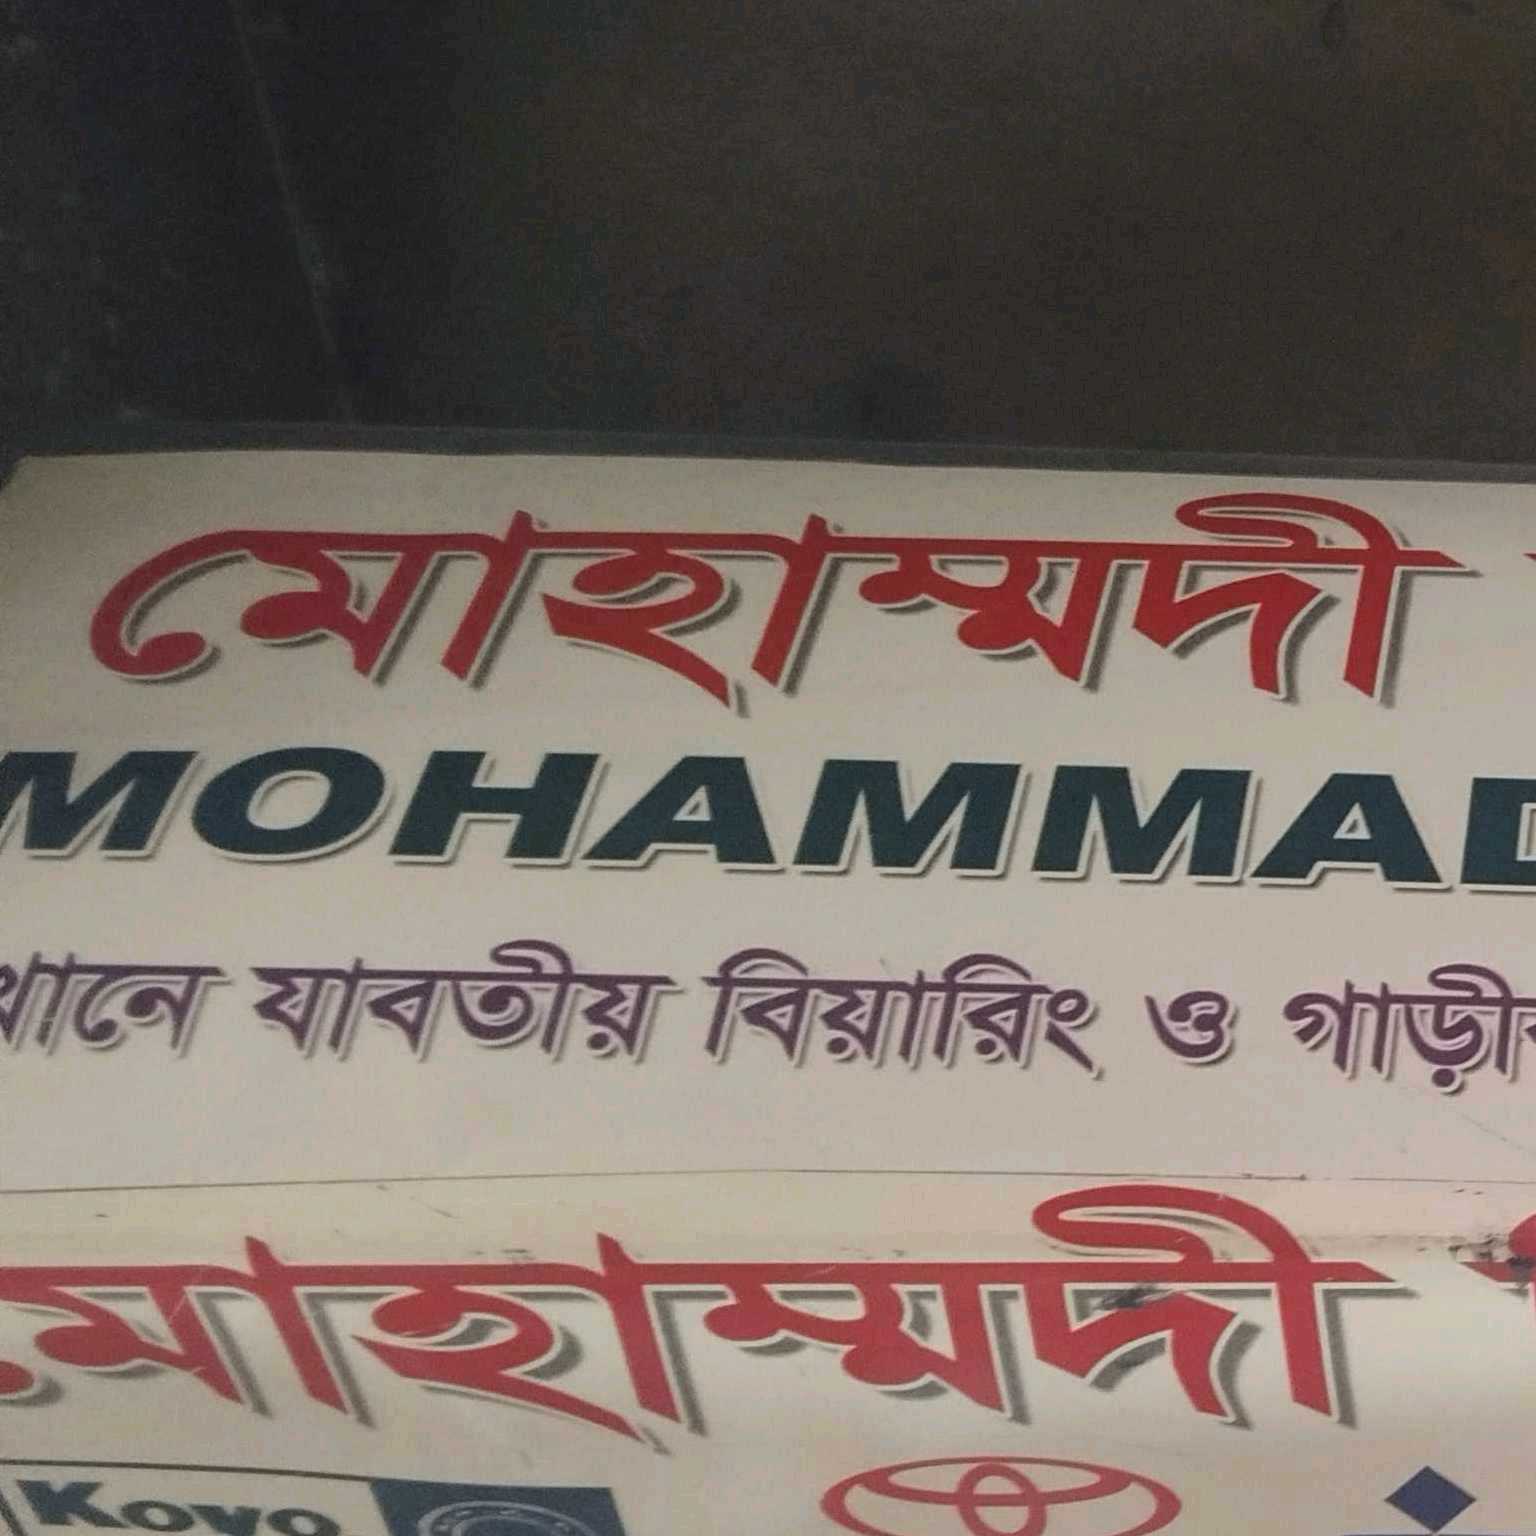 মোহাম্মদী
MOHAMMAD
খানে যাবতীয় বিয়ারিং ও গাড়ীর
মোহাম্মদী
Koyo